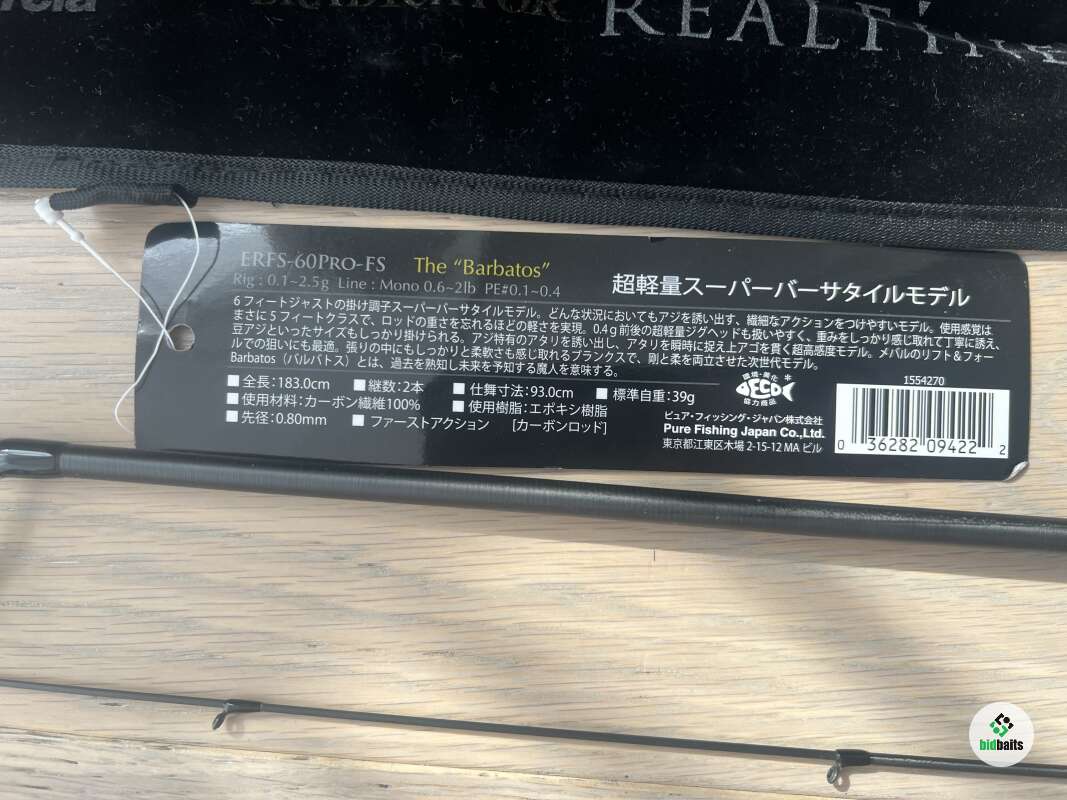 REALFi
ERFS-60PRO-FS The “Barbatos”
Rig : 0.1~2.5g Line : Mono 0.6~2lb PE#0.1~0.4
超軽量スーパーバーサタイルモデル
6フィートジャストの掛け調子スーパーバーサタイルモデル。どんな状況においてもアジを誘い出す、繊細なアクションをつけやすいモデル。使用感覚は
まさに5フィートクラスで、ロッドの重さを忘れるほどの軽さを実現。0.4g前後の超軽量ジグヘッドも扱いやすく、重みをしっかり感じ取れて丁寧に誘え、
豆アジといったサイズもしっかり掛けられる。アジ特有のアタリを誘い出し、アタリを瞬時に捉え上アゴを貫く超高感度モデル。メバルのリフト＆フォー
ルでの狙いにも最適。張りの中にもしっかりと柔軟さも感じ取れるブランクスで、剛と柔を両立させた次世代モデル。
Barbatos（バルバトス）とは、過去を熟知し未来を予知する魔人を意味する。
■ 全長：183.0cm ■ 継数：2本 ■ 仕舞寸法：93.0cm ■ 標準自重：39g
■ 使用材料：カーボン繊維100% ■ 使用樹脂：エポキシ樹脂
■ 先径：0.80mm ■ ファーストアクション [カーボンロッド]
環境・美化
ECO
協力商品
ピュア・フィッシング・ジャパン株式会社
Pure Fishing Japan Co.,Ltd.
東京都江東区木場 2-15-12 MA ビル
1554270
0 36282 09422 2
bidbaits